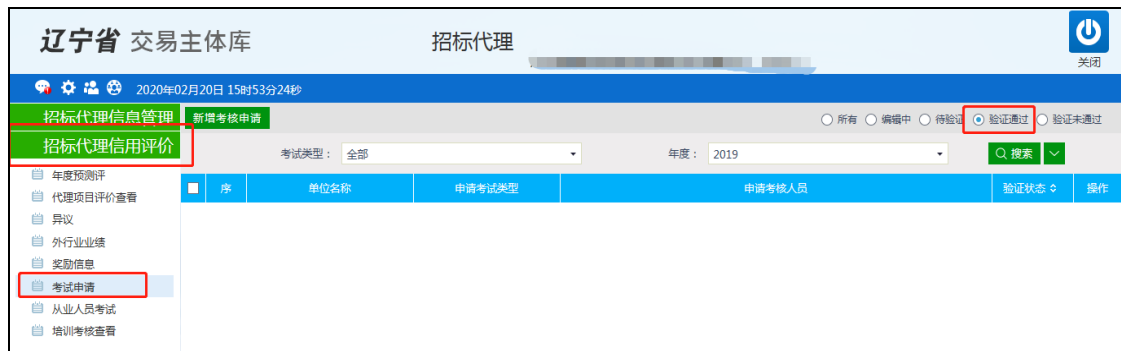 辽宁省 交易主体库 招标代理
关闭
2020年02月20日 15时53分24秒
招标代理信息管理 新增考核申请 所有 编辑中 待验证 验证通过 验证未通过
招标代理信用评价 考试类型： 全部 年度： 2019 搜索
年度预测评
序 单位名称 申请考试类型 申请考核人员 验证状态 操作
代理项目评价查看
异议
外行业业绩
奖励信息
考试申请
从业人员考试
培训考核查看